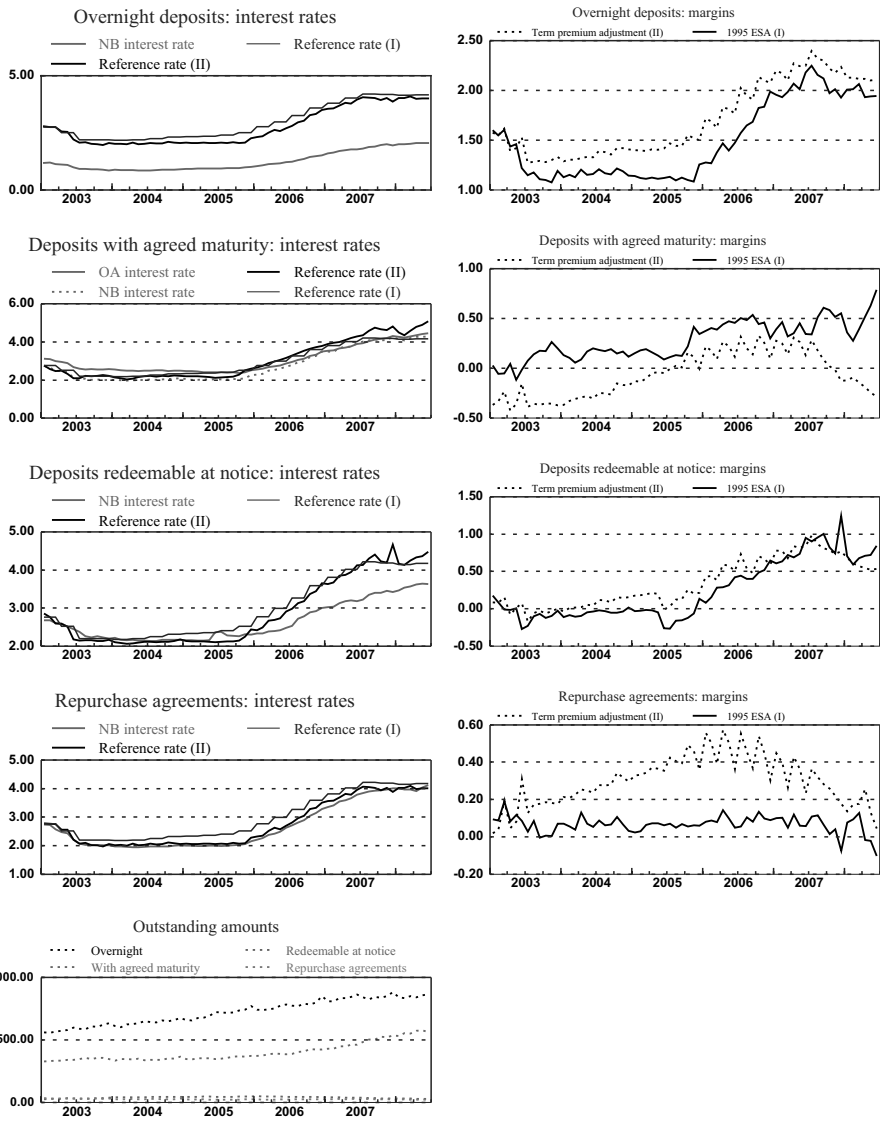 Overnight deposits: interest rates
NB interest rate Reference rate (I)
Reference rate (II)
5.00
0.00
2003 2004 2005 2006 2007
Overnight deposits: margins
Term premium adjustment (II) 1995 ESA (I)
2.50
2.00
1.50
1.00
2003 2004 2005 2006 2007
Deposits with agreed maturity: interest rates
OA interest rate Reference rate (II)
NB interest rate Reference rate (I)
6.00
4.00
2.00
0.00
2003 2004 2005 2006 2007
Deposits with agreed maturity: margins
Term premium adjustment (II) 1995 ESA (I)
1.00
0.50
0.00
-0.50
2003 2004 2005 2006 2007
Deposits redeemable at notice: interest rates
NB interest rate Reference rate (I)
Reference rate (II)
5.00
4.00
3.00
2.00
2003 2004 2005 2006 2007
Deposits redeemable at notice: margins
Term premium adjustment (II) 1995 ESA (I)
1.50
1.00
0.50
0.00
-0.50
2003 2004 2005 2006 2007
Repurchase agreements: interest rates
NB interest rate Reference rate (I)
Reference rate (II)
5.00
4.00
3.00
2.00
1.00
2003 2004 2005 2006 2007
Repurchase agreements: margins
Term premium adjustment (II) 1995 ESA (I)
0.60
0.40
0.20
0.00
-0.20
2003 2004 2005 2006 2007
Outstanding amounts
Overnight Redeemable at notice
With agreed maturity Repurchase agreements
000.00
500.00
0.00
2003 2004 2005 2006 2007